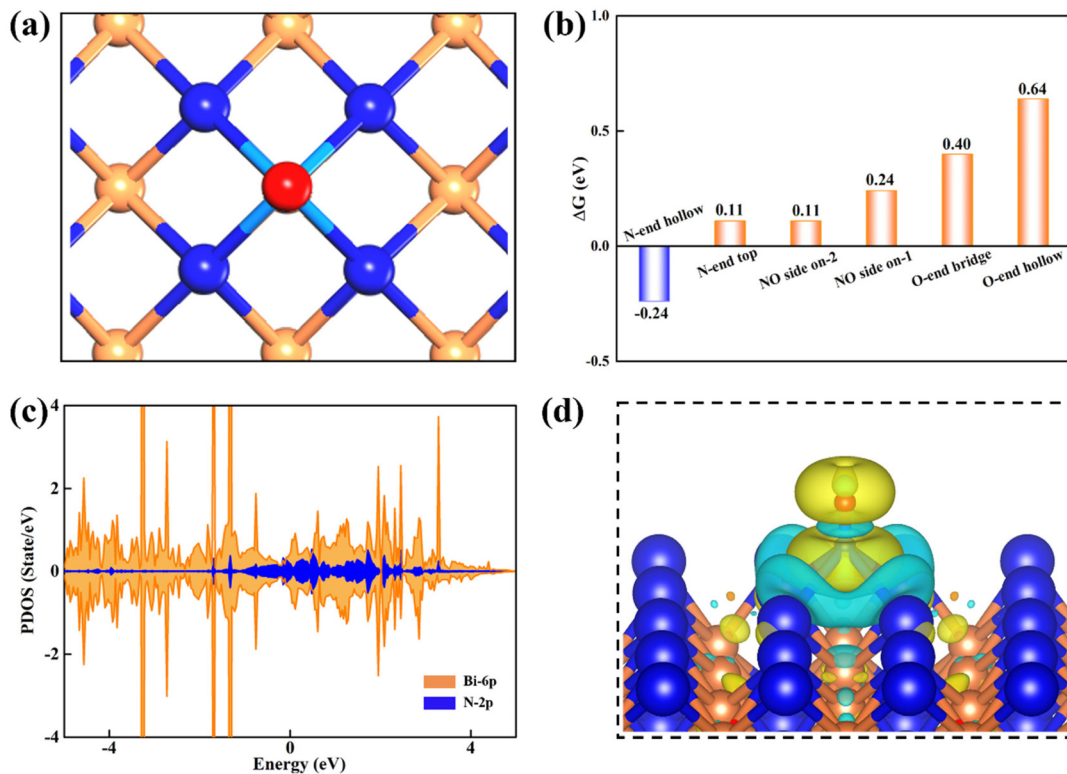 (a)
(b)
ΔG (eV)
1.0
0.5
0.0
-0.5
N-end hollow
-0.24
0.11
N-end top
0.11
NO side on-2
0.24
NO side on-1
0.40
O-end bridge
0.64
O-end hollow
(c)
PDOS (State/eV)
4
2
0
-2
-4
-4
0
4
Energy (eV)
Bi-6p
N-2p
(d)